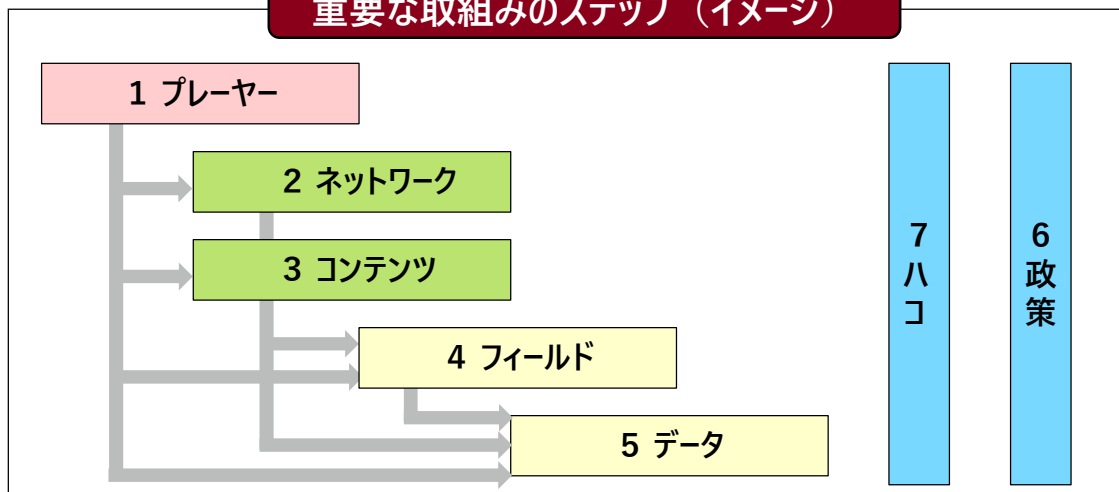 重要な取組みのステップ（イメージ）
1 プレーヤー
2 ネットワーク
3 コンテンツ
4 フィールド
5 データ
7
ハ
コ
6
政
策